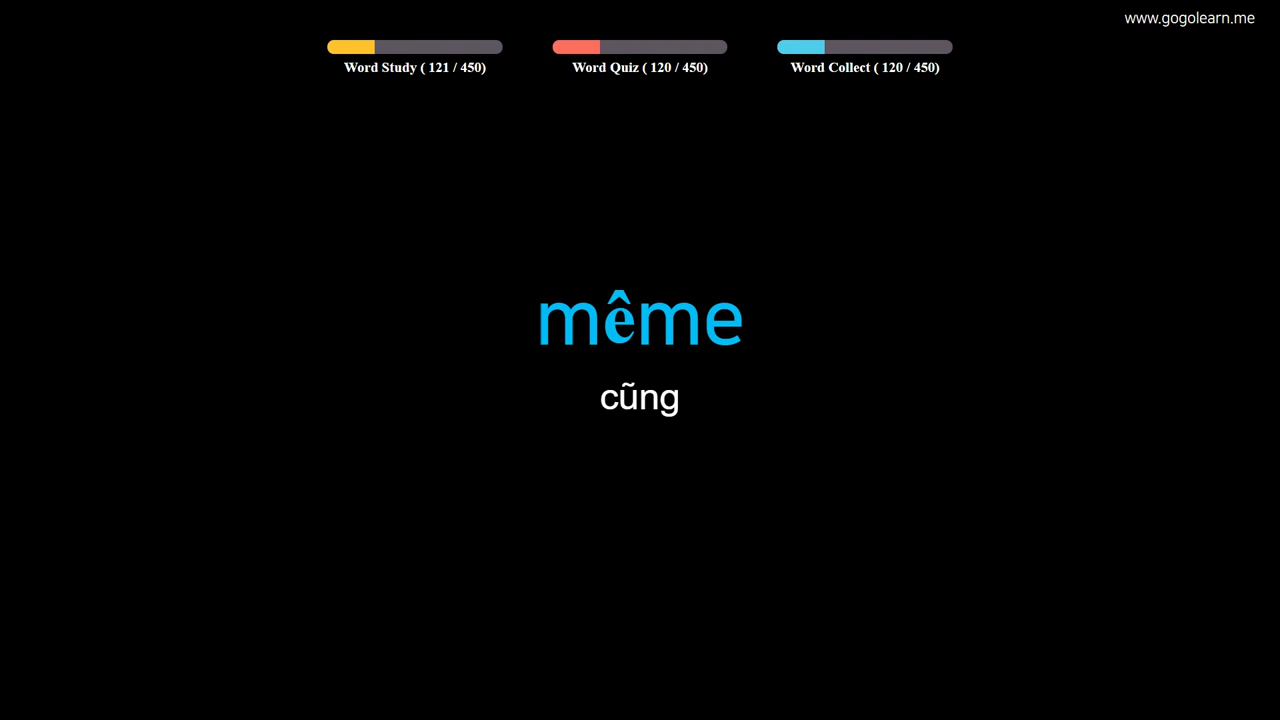 www.gogolearn.me
Word Study ( 121 / 450)
Word Quiz ( 120 / 450)
Word Collect ( 120 / 450)
même
cũng